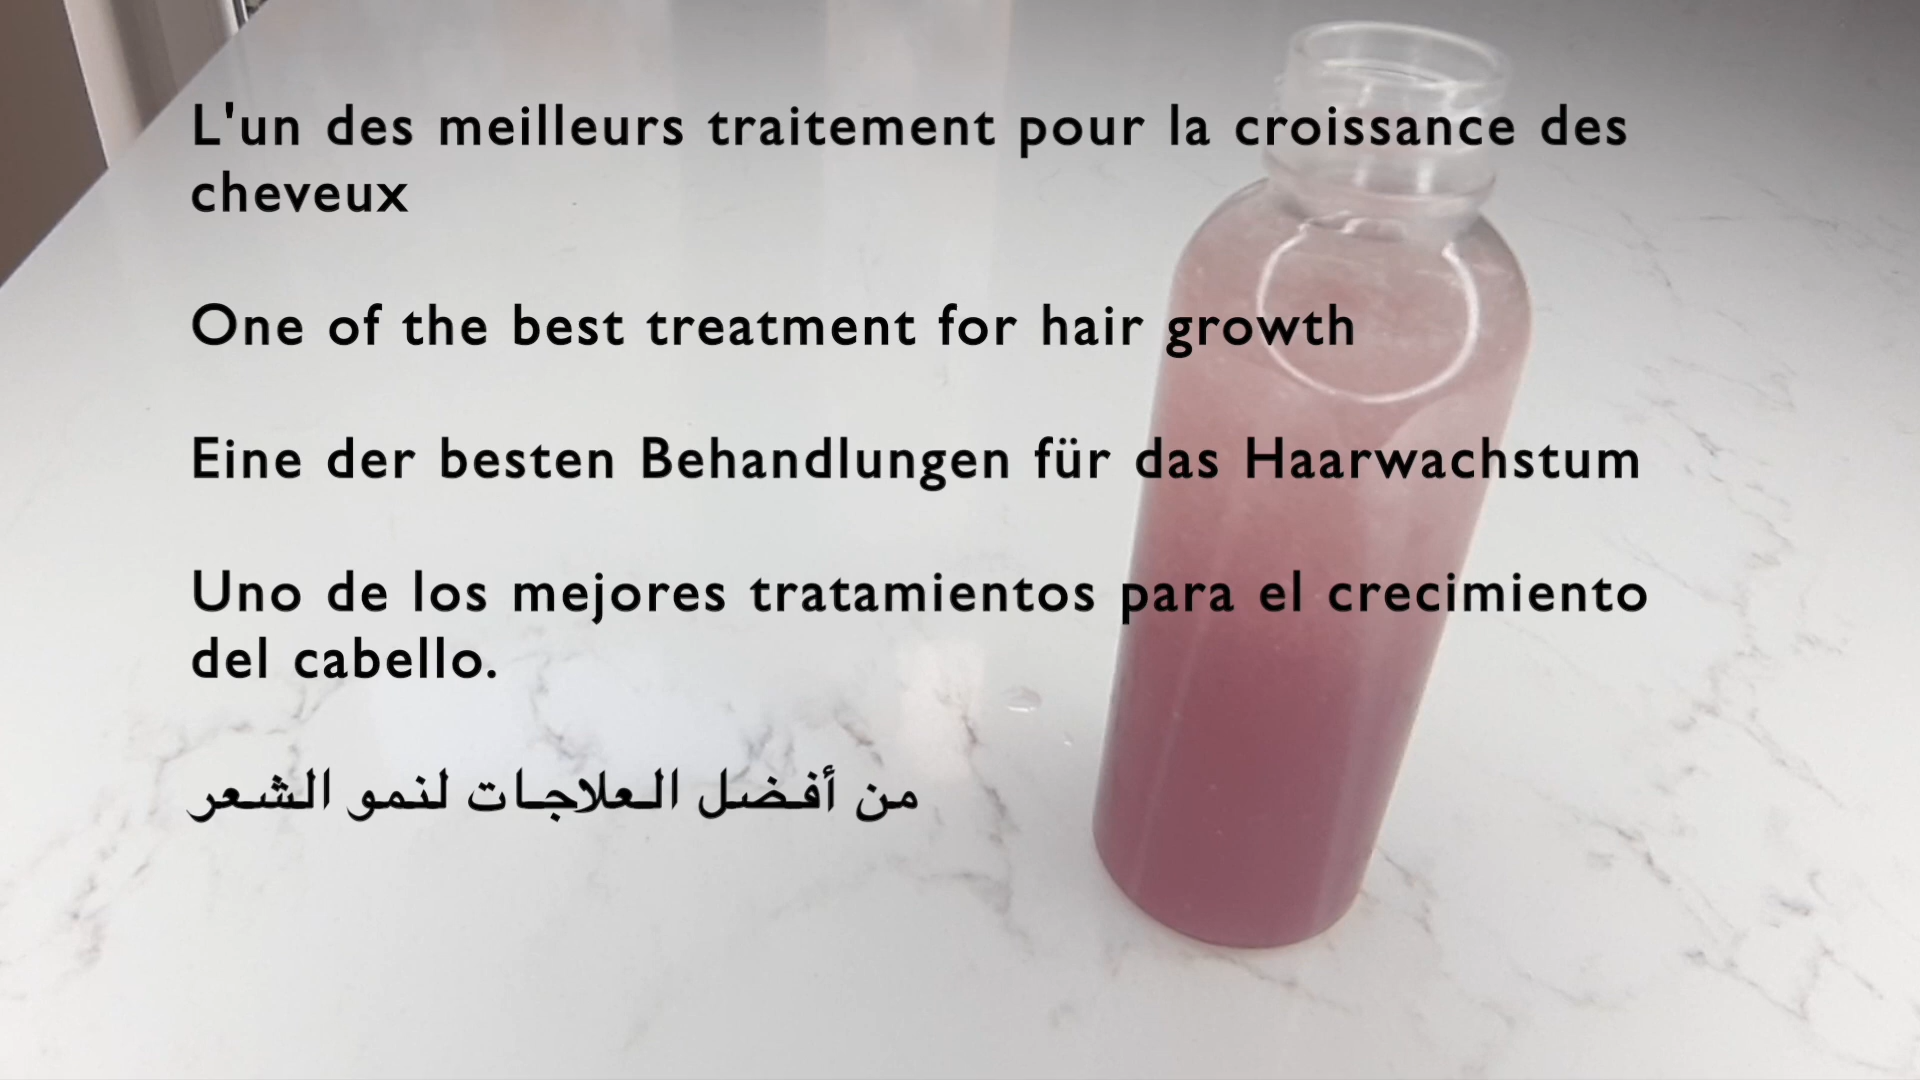 L'un des meilleurs traitement pour la croissance des
cheveux
One of the best treatment for hair growth
Eine der besten Behandlungen für das Haarwachstum
Uno de los mejores tratamientos para el crecimiento
del cabello.
من أفضل العلاجات لنمو الشعر